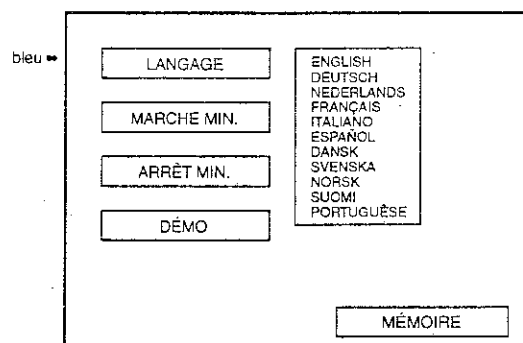 bleu
LANGAGE
MARCHE MIN.
ARRÊT MIN.
DÉMO
ENGLISH
DEUTSCH
NEDERLANDS
FRANÇAIS
ITALIANO
ESPAÑOL
DANSK
SVENSKA
NORSK
SUOMI
PORTUGUÊSE
MÉMOIRE